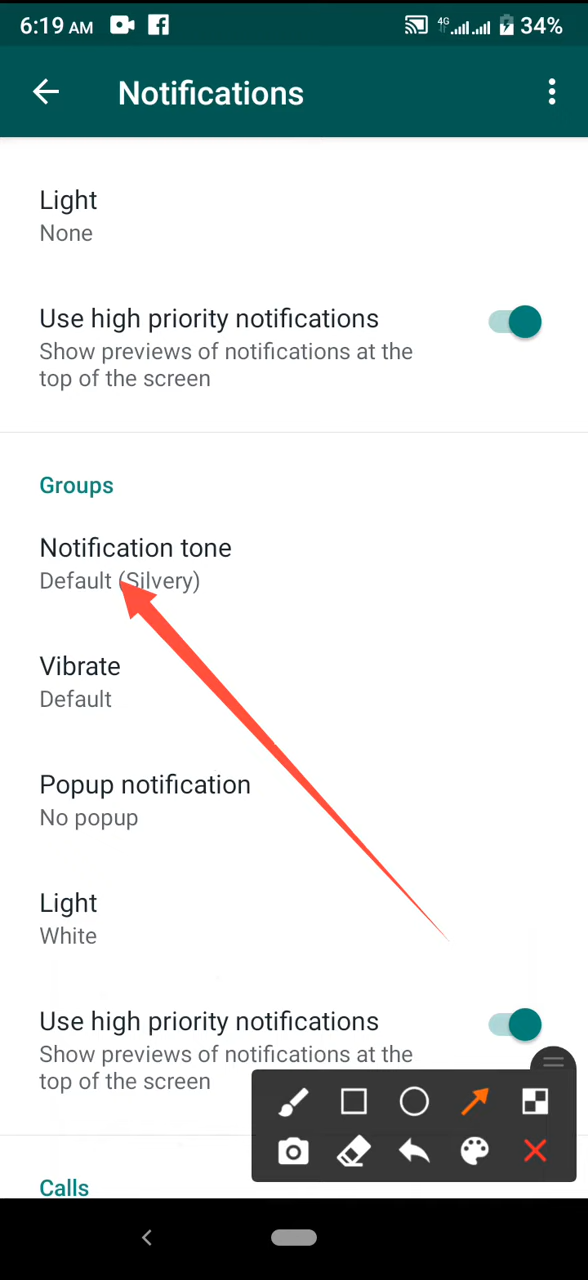 6:19 AM 4G 34%
Notifications
Light
None
Use high priority notifications
Show previews of notifications at the
top of the screen
Groups
Notification tone
Default (Silvery)
Vibrate
Default
Popup notification
No popup
Light
White
Use high priority notifications
Show previews of notifications at the
top of the screen
Calls